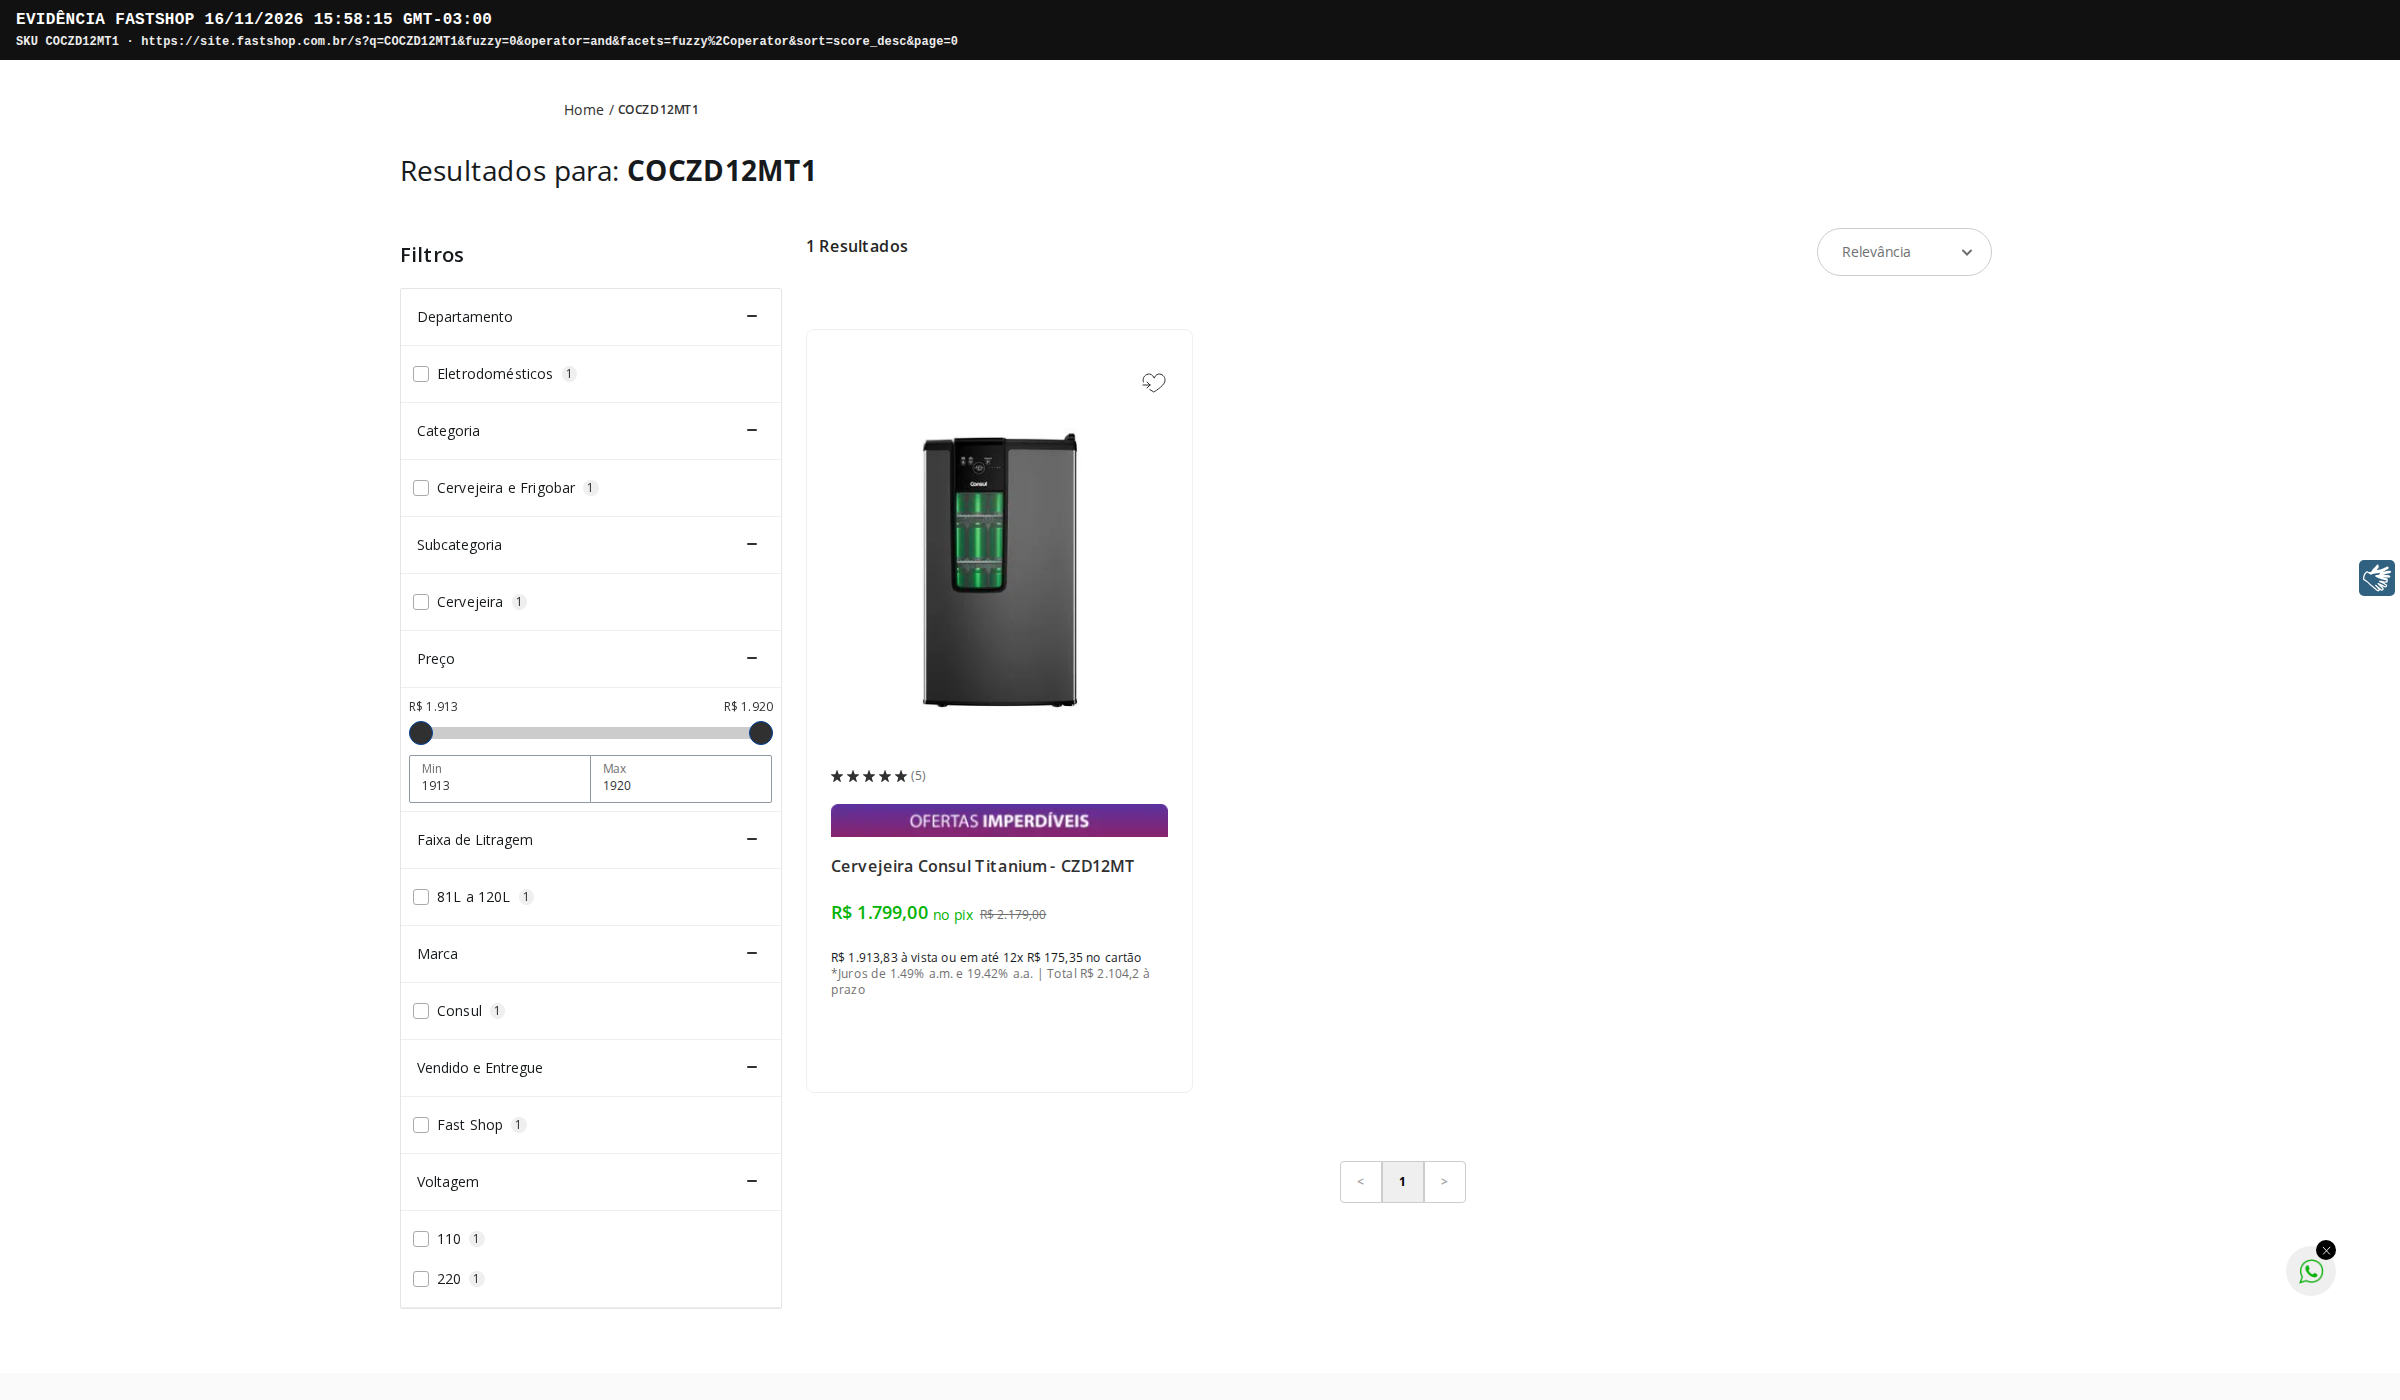 EVIDÊNCIA FASTSHOP 16/11/2026 15:58:15 GMT-03:00
SKU COCZD12MT1 · https://site.fastshop.com.br/s?q=COCZD12MT1&fuzzy=0&operator=and&facets=fuzzy%2Coperator&sort=score_desc&page=0
Home / COCZD12MT1
Resultados para: COCZD12MT1
Filtros
Departamento
Eletrodomésticos 1
Categoria
Cervejeira e Frigobar 1
Subcategoria
Cervejeira 1
Preço
R$ 1.913 R$ 1.920
Min Max
1913 1920
Faixa de Litragem
81L a 120L 1
Marca
Consul 1
Vendido e Entregue
Fast Shop 1
Voltagem
110 1
220 1
1 Resultados
Relevância
Consul
(5)
OFERTAS IMPERDÍVEIS
Cervejeira Consul Titanium - CZD12MT
R$ 1.799,00 no pix R$ 2.179,00
R$ 1.913,83 à vista ou em até 12x R$ 175,35 no cartão
*Juros de 1.49% a.m. e 19.42% a.a. | Total R$ 2.104,2 à
prazo
< 1 >